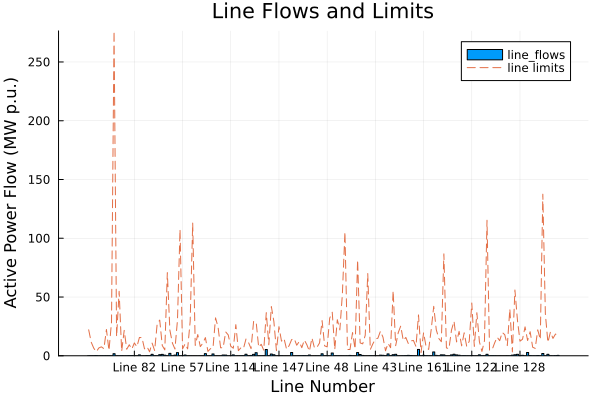 Line Flows and Limits
line_flows
line limits
Active Power Flow (MW p.u.)
250
200
150
100
50
0
Line 82 Line 57 Line 114 Line 147 Line 48 Line 43 Line 161 Line 122 Line 128
Line Number